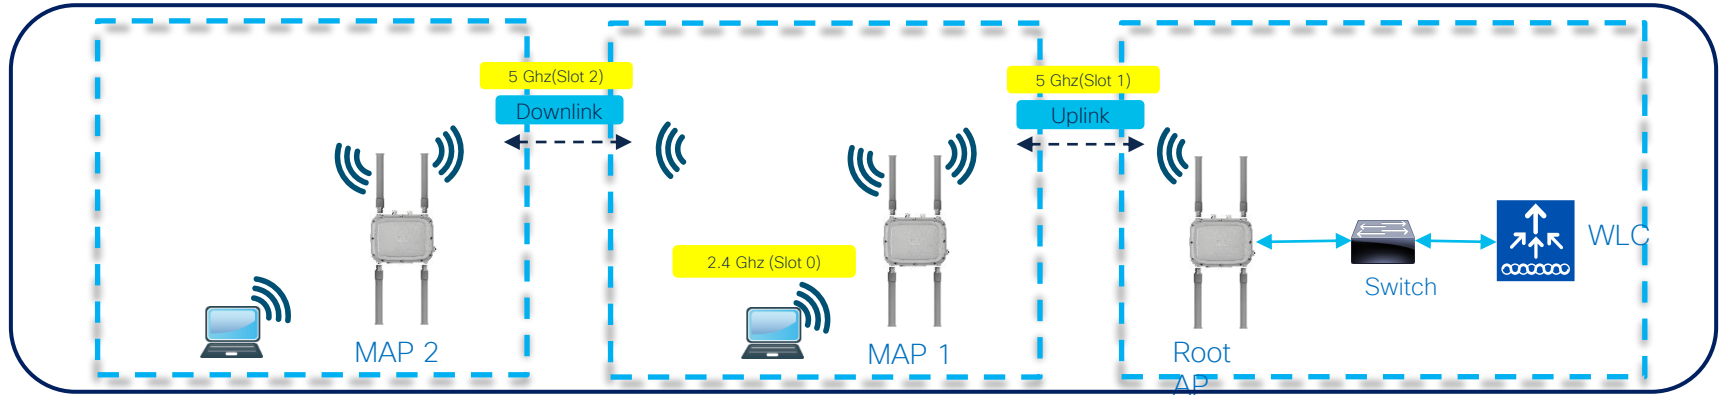 5 Ghz(Slot 2)
Downlink
5 Ghz(Slot 1)
Uplink
2.4 Ghz (Slot 0)
WLC
Switch
MAP 2
MAP 1
Root
AP